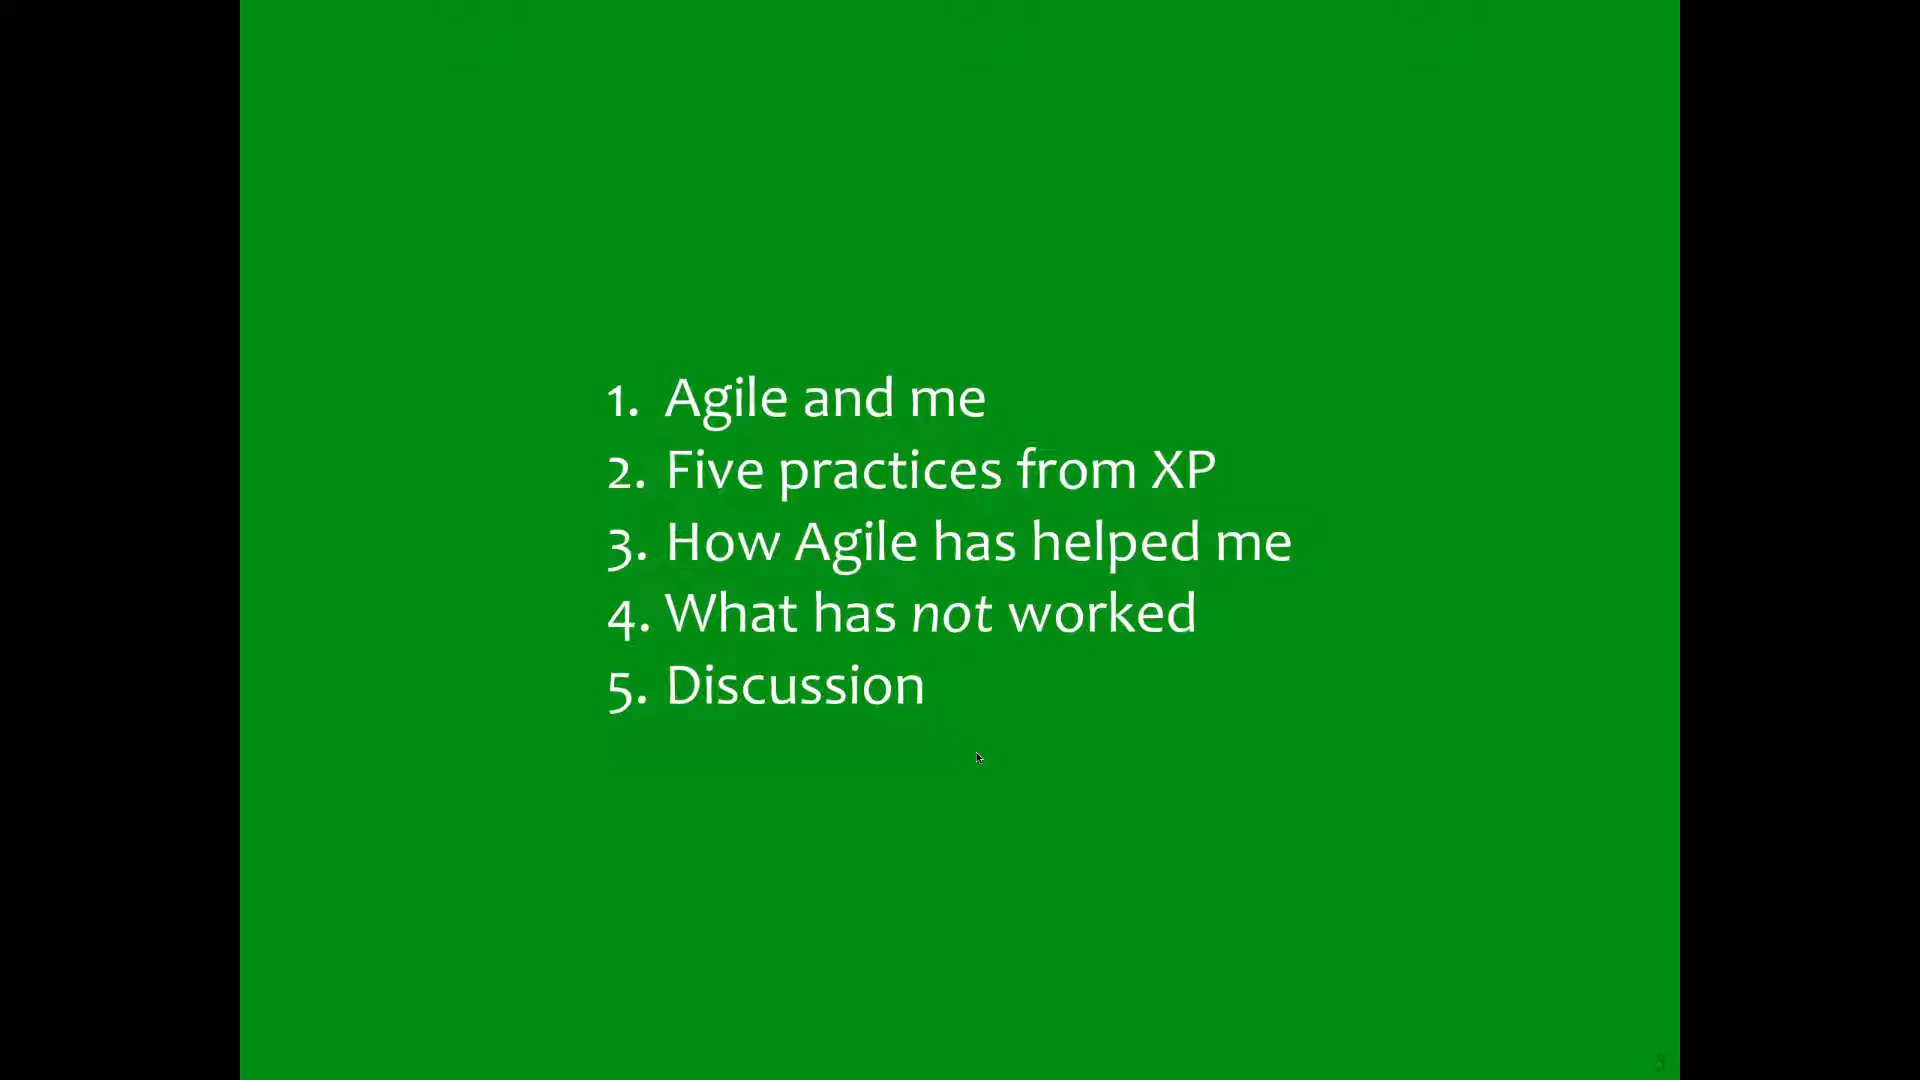 1. Agile and me
2. Five practices from XP
3. How Agile has helped me
4. What has not worked
5. Discussion
3